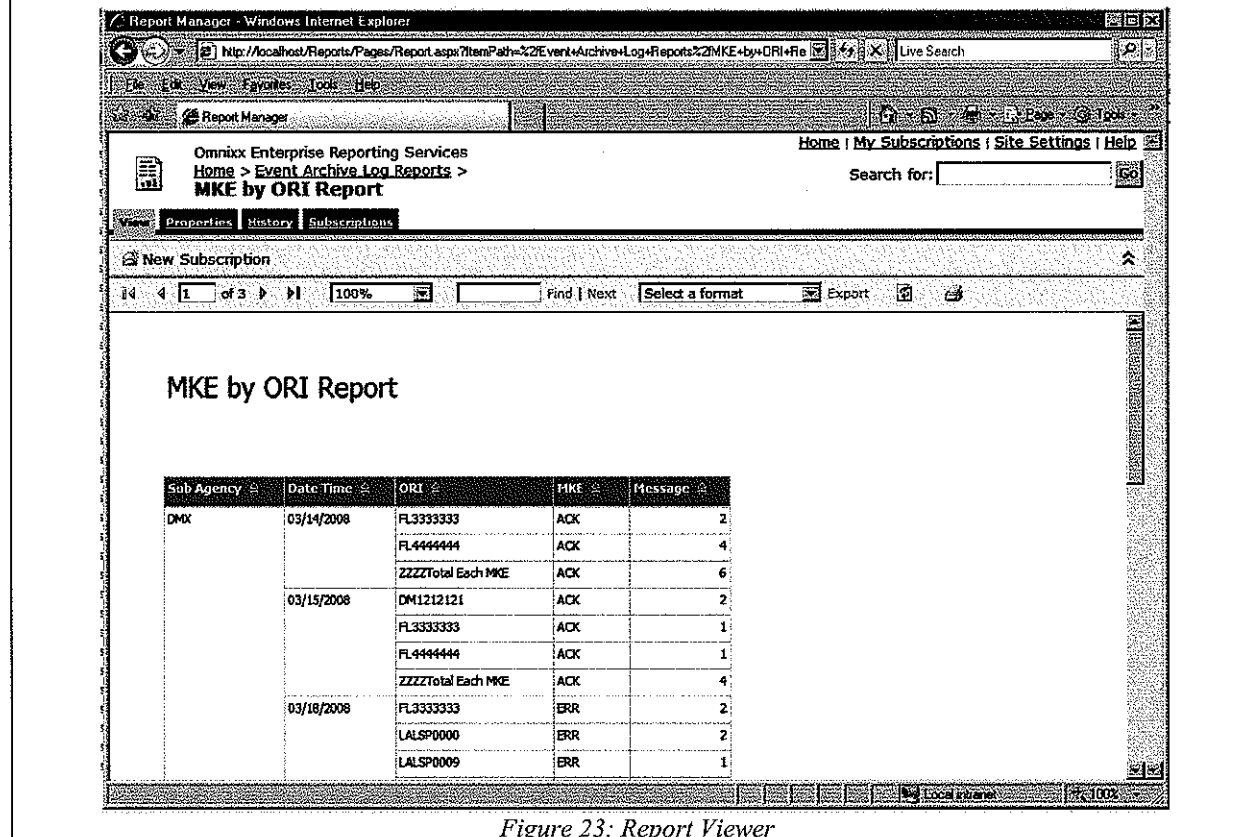 Report Manager - Windows Internet Explorer
http://localhost/Reports/Pages/Report.aspx?ItemPath=%2fEvent+Archive+Log+Reports%2fMKE+by+ORI+Re
Live Search
File Edit View Favorites Tools Help
Report Manager
Page Tools
Home | My Subscriptions | Site Settings | Help
Omnixx Enterprise Reporting Services
Home > Event Archive Log Reports >
MKE by ORI Report
Search for: Go
View Properties History Subscriptions
New Subscription
1 of 3 100% Find | Next Select a format Export
MKE by ORI Report
Sub Agency Date Time ORI MKE Message
DMX 03/14/2008 FL3333333 ACK 2
FL4444444 ACK 4
ZZZZTotal Each MKE ACK 6
03/15/2008 DM1212121 ACK 2
FL3333333 ACK 1
FL4444444 ACK 1
ZZZZTotal Each MKE ACK 4
03/18/2008 FL3333333 ERR 2
LALSP0000 ERR 2
LALSP0009 ERR 1
Local intranet 100%
Figure 23: Report Viewer